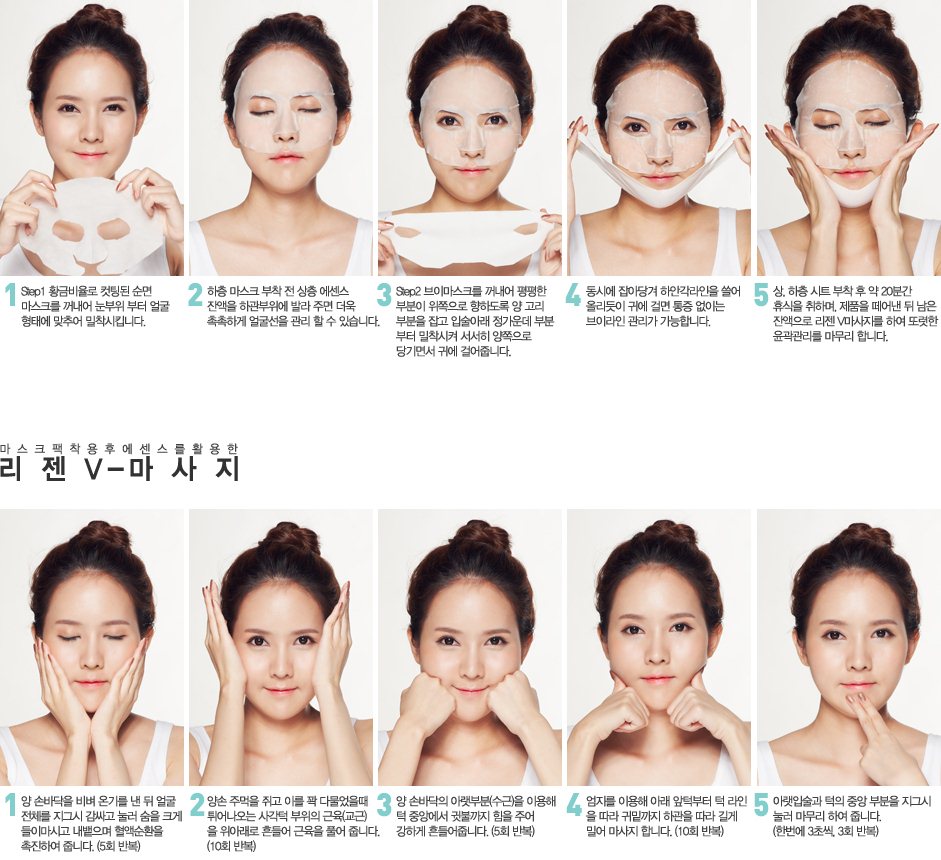 1 Step1 황금비율로 컷팅된 순면
마스크를 꺼내어 눈부위 부터 얼굴
형태에 맞추어 밀착시킵니다.
2 하층 마스크 부착 전 상층 에센스
잔액을 하관부위에 발라 주면 더욱
촉촉하게 얼굴선을 관리 할 수 있습니다.
3 Step2 브이마스크를 꺼내어 평평한
부분이 위쪽으로 향하도록 양 고리
부분을 잡고 입술아래 정가운데 부분
부터 밀착시켜 서서히 양쪽으로
당기면서 귀에 걸어줍니다.
4 동시에 잡아당겨 하안각라인을 쓸어
올리듯이 귀에 걸면 통증 없이는
브이라인 관리가 가능합니다.
5 상, 하층 시트 부착 후 약 20분간
휴식을 취하며, 제품을 떼어낸 뒤 남은
잔액으로 리젠 V마사지를 하여 또렷한
윤곽관리를 마무리 합니다.
마스크팩착용후에센스를활용한
리젠 V-마사지
1 양 손바닥을 비벼 온기를 낸 뒤 얼굴
전체를 지그시 감싸고 눌러 숨을 크게
들이마시고 내뱉으며 혈액순환을
촉진하여 줍니다. (5회 반복)
2 양손 주먹을 쥐고 이를 꽉 다물었을때
튀어나오는 사각턱 부위의 근육(교근)
을 위아래로 흔들어 근육을 풀어 줍니다.
(10회 반복)
3 양 손바닥의 아랫부분(수근)을 이용해
턱 중앙에서 귓불까지 힘을 주어
강하게 흔들어줍니다. (5회 반복)
4 엄지를 이용해 아래 앞턱부터 턱 라인
을 따라 귀밑까지 하관을 따라 길게
밀어 마사지 합니다. (10회 반복)
5 아랫입술과 턱의 중앙 부분을 지그시
눌러 마무리 하여 줍니다.
(한번에 3초씩, 3회 반복)